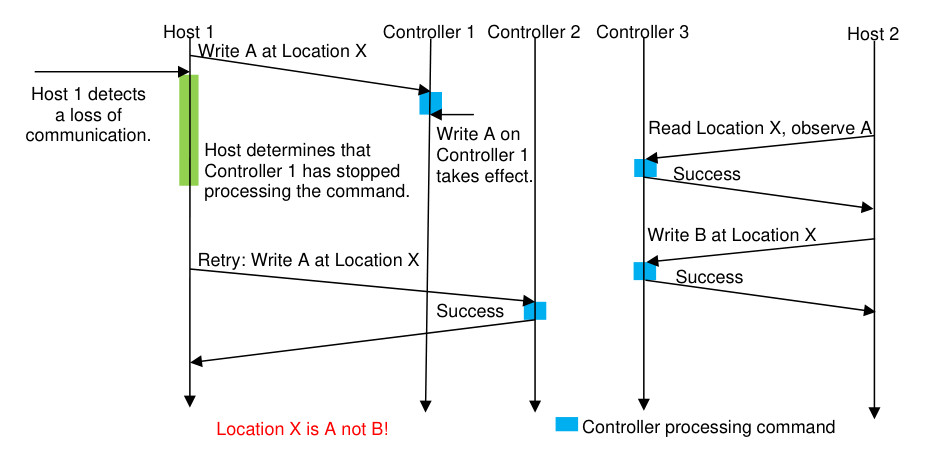 Host 1
Controller 1
Controller 2
Controller 3
Host 2
Write A at Location X
Host 1 detects
a loss of
communication.
Write A on
Controller 1
takes effect.
Read Location X, observe A
Host determines that
Controller 1 has stopped
processing the command.
Success
Write B at Location X
Retry: Write A at Location X
Success
Success
Location X is A not B!
Controller processing command